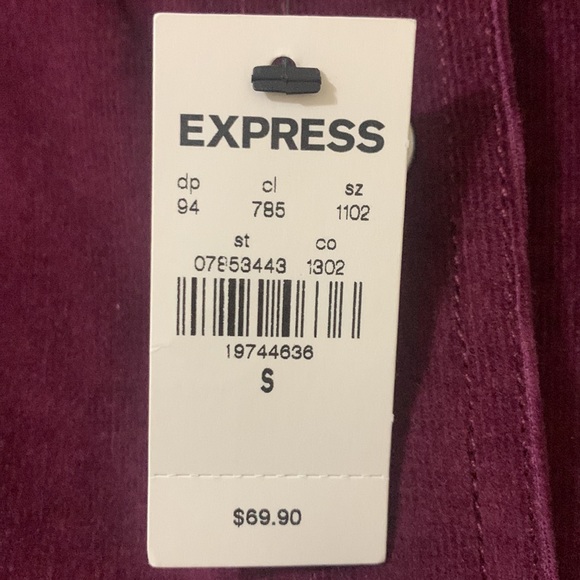 EXPRESS
dp cl sz
94 785 1102
st co
07853443 1302
19744636
S
$69.90